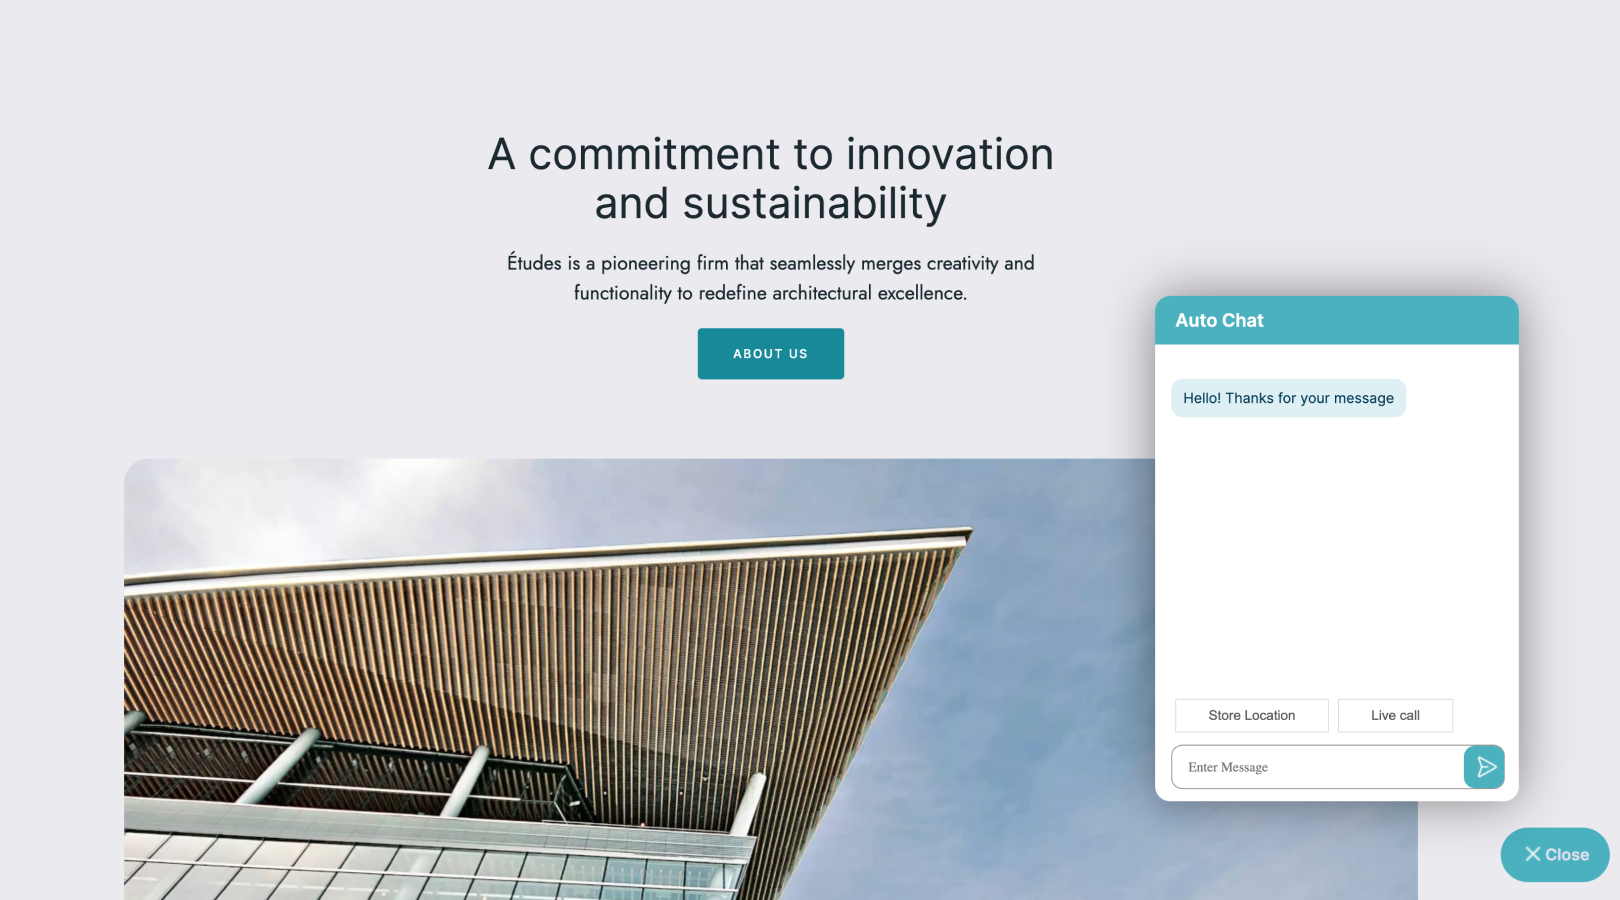 A commitment to innovation
and sustainability
Études is a pioneering firm that seamlessly merges creativity and
functionality to redefine architectural excellence.
ABOUT US
Auto Chat
Hello! Thanks for your message
Store Location
Live call
Enter Message
Close